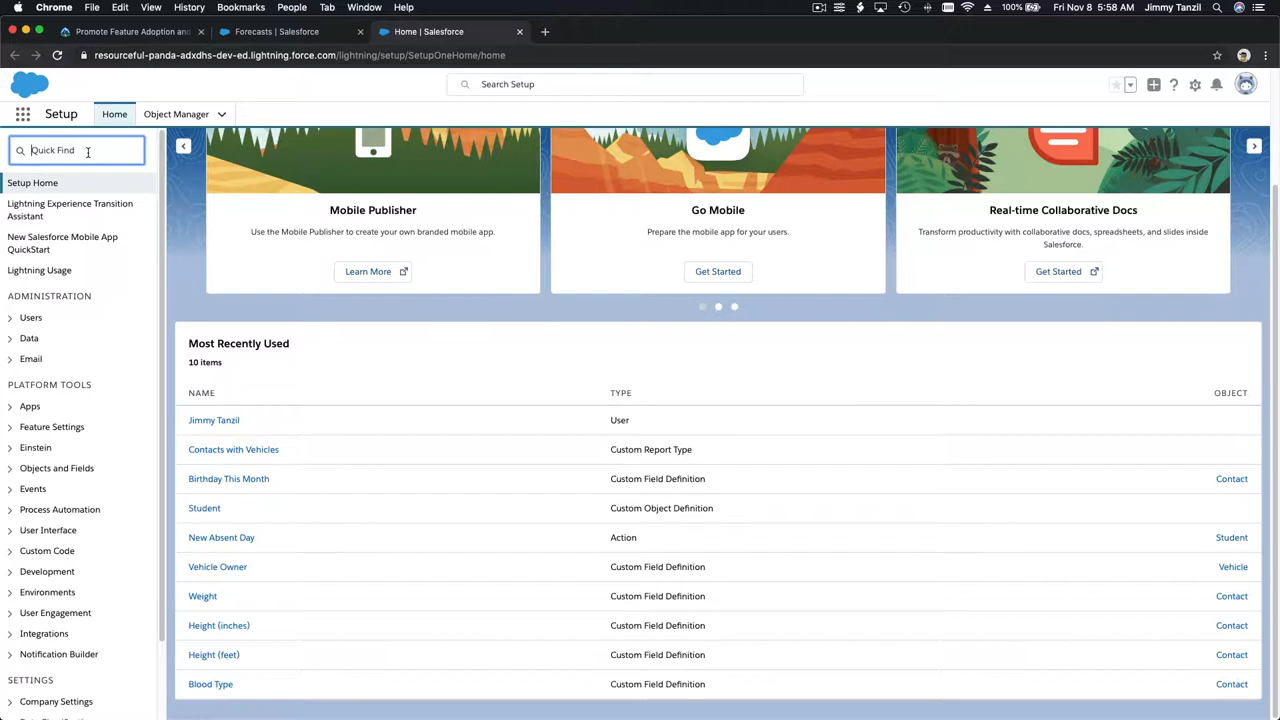 Chrome File Edit View History Bookmarks People Tab Window Help 100% Fri Nov 8 5:58 AM Jimmy Tanzil
Promote Feature Adoption and Forecasts | Salesforce Home | Salesforce
resourceful-panda-adxdhs-dev-ed.lightning.force.com/lightning/setup/SetupOneHome/home
Search Setup
Setup Home Object Manager
Quick Find
Setup Home
Lightning Experience Transition
Assistant
New Salesforce Mobile App
QuickStart
Lightning Usage
ADMINISTRATION
Users
Data
Email
PLATFORM TOOLS
Apps
Feature Settings
Einstein
Objects and Fields
Events
Process Automation
User Interface
Custom Code
Development
Environments
User Engagement
Integrations
Notification Builder
SETTINGS
Company Settings
Mobile Publisher
Use the Mobile Publisher to create your own branded mobile app.
Learn More
Go Mobile
Prepare the mobile app for your users.
Get Started
Real-time Collaborative Docs
Transform productivity with collaborative docs, spreadsheets, and slides inside
Salesforce.
Get Started
Most Recently Used
10 items
NAME TYPE OBJECT
Jimmy Tanzil User
Contacts with Vehicles Custom Report Type
Birthday This Month Custom Field Definition Contact
Student Custom Object Definition
New Absent Day Action Student
Vehicle Owner Custom Field Definition Vehicle
Weight Custom Field Definition Contact
Height (inches) Custom Field Definition Contact
Height (feet) Custom Field Definition Contact
Blood Type Custom Field Definition Contact